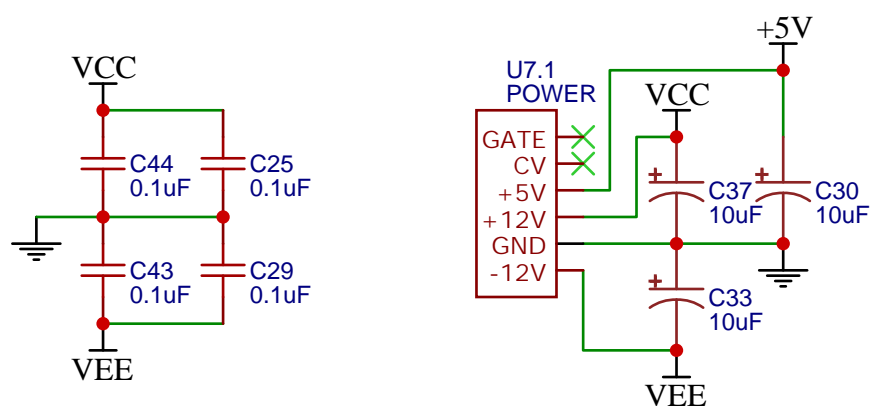 VCC
C44
0.1uF
C25
0.1uF
C43
0.1uF
C29
0.1uF
VEE
+5V
U7.1
POWER
VCC
GATE
CV
+5V
+12V
GND
-12V
C37
10uF
C30
10uF
C33
10uF
VEE